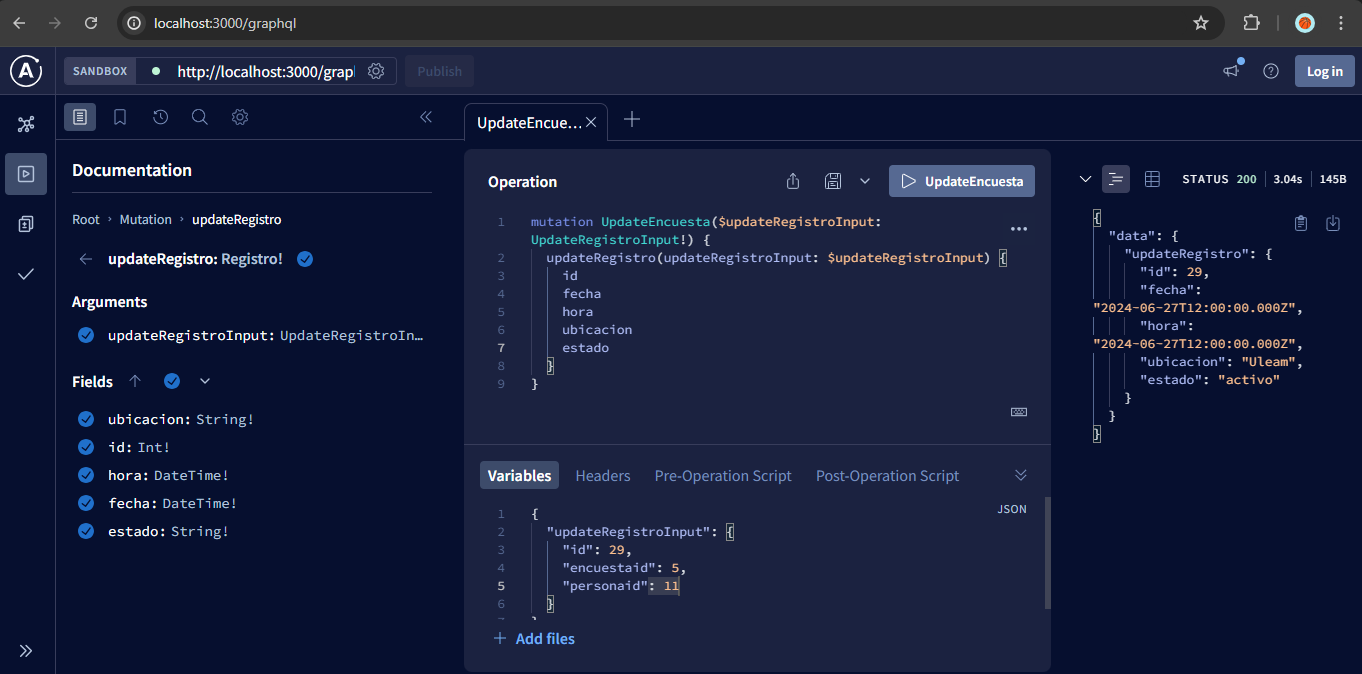 localhost:3000/graphql
SANDBOX
http://localhost:3000/grap
Publish
Log in
UpdateEncue...
Documentation
Root › Mutation › updateRegistro
updateRegistro: Registro!
Arguments
updateRegistroInput: UpdateRegistroIn…
Fields
ubicacion: String!
id: Int!
hora: DateTime!
fecha: DateTime!
estado: String!
Operation
UpdateEncuesta
1 mutation UpdateEncuesta($updateRegistroInput:
UpdateRegistroInput!) {
2 updateRegistro(updateRegistroInput: $updateRegistroInput) {
3 id
4 fecha
5 hora
6 ubicacion
7 estado
8 }
9 }
Variables Headers Pre-Operation Script Post-Operation Script
JSON
1 {
2 "updateRegistroInput": {
3 "id": 29,
4 "encuestaid": 5,
5 "personaid": 11
6 }
7 }
Add files
STATUS 200 3.04s 145B
{
"data": {
"updateRegistro": {
"id": 29,
"fecha":
"2024-06-27T12:00:00.000Z",
"hora":
"2024-06-27T12:00:00.000Z",
"ubicacion": "Uleam",
"estado": "activo"
}
}
}